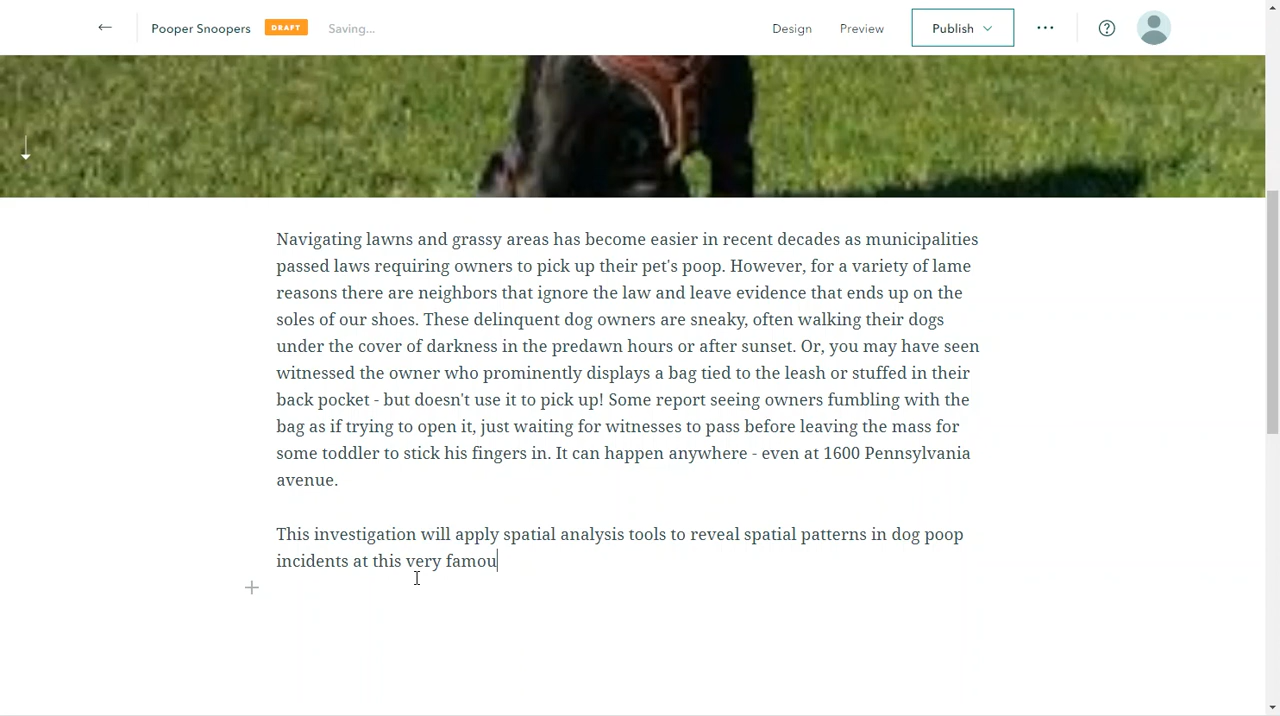 Pooper Snoopers DRAFT Saving... Design Preview Publish
Navigating lawns and grassy areas has become easier in recent decades as municipalities
passed laws requiring owners to pick up their pet's poop. However, for a variety of lame
reasons there are neighbors that ignore the law and leave evidence that ends up on the
soles of our shoes. These delinquent dog owners are sneaky, often walking their dogs
under the cover of darkness in the predawn hours or after sunset. Or, you may have seen
witnessed the owner who prominently displays a bag tied to the leash or stuffed in their
back pocket - but doesn't use it to pick up! Some report seeing owners fumbling with the
bag as if trying to open it, just waiting for witnesses to pass before leaving the mass for
some toddler to stick his fingers in. It can happen anywhere - even at 1600 Pennsylvania
avenue.
This investigation will apply spatial analysis tools to reveal spatial patterns in dog poop
incidents at this very famou